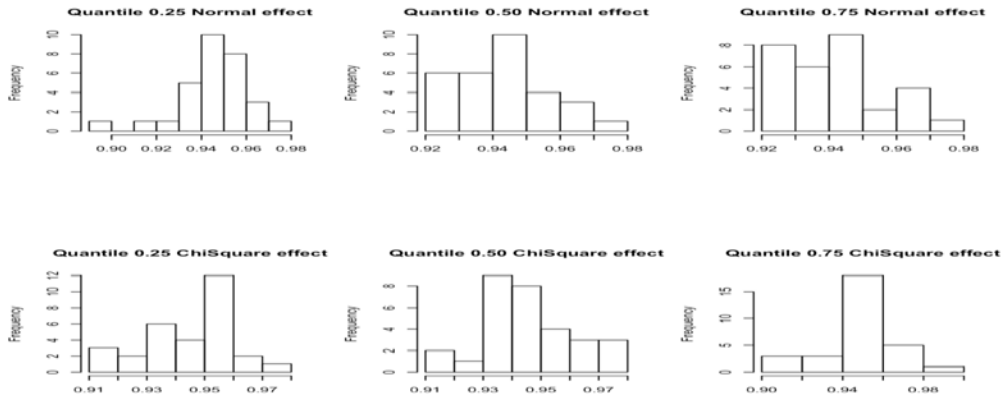 Quantile 0.25 Normal effect
Frequency
0 2 4 6 8 10
0.90 0.92 0.94 0.96 0.98
Quantile 0.50 Normal effect
Frequency
0 2 4 6 8 10
0.92 0.94 0.96 0.98
Quantile 0.75 Normal effect
Frequency
0 2 4 6 8
0.92 0.94 0.96 0.98
Quantile 0.25 ChiSquare effect
Frequency
0 2 4 6 8 10 12
0.91 0.93 0.95 0.97
Quantile 0.50 ChiSquare effect
Frequency
0 2 4 6 8
0.91 0.93 0.95 0.97
Quantile 0.75 ChiSquare effect
Frequency
0 5 10 15
0.90 0.94 0.98